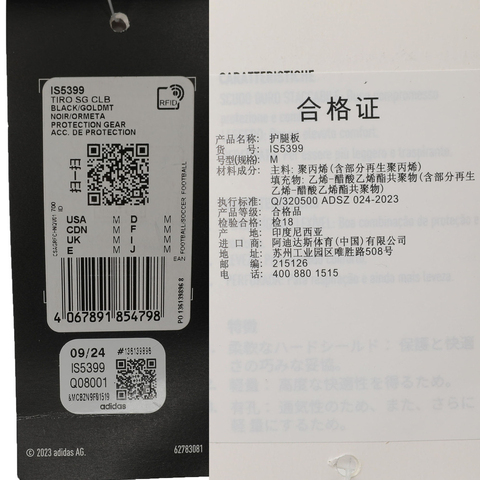 IS5399
TIRO SG CLB
BLACK/GOLDMT
NOIR/ORMETA
PROTECTION GEAR
ACC. DE PROTECTION
RFID
USA M D M
CDN M F M
UK M I M
E M J M
EAN
FOOTBALL-SOCCER FOOTBALL
4 067891 854798
PO 136139896 8
09/24
IS5399
Q08001
adidas
© 2023 adidas AG.
62783081
CARACTÉRISTIQUE
合格证
产品名称: 护腿板
货 号: IS5399
号型(规格): M
材料成分: 主料: 聚丙烯(含部分再生聚丙烯)
填充物: 乙烯-醋酸乙烯酯共聚物(含部分再生
乙烯-醋酸乙烯酯共聚物)
执行标准: Q/320500 ADSZ 024-2023
产品等级: 合格品
检验合格: 检18
产 地: 印度尼西亚
进 口 商: 阿迪达斯体育(中国)有限公司
地 址: 苏州工业园区唯胜路508号
邮 编: 215126
电 话: 400 880 1515